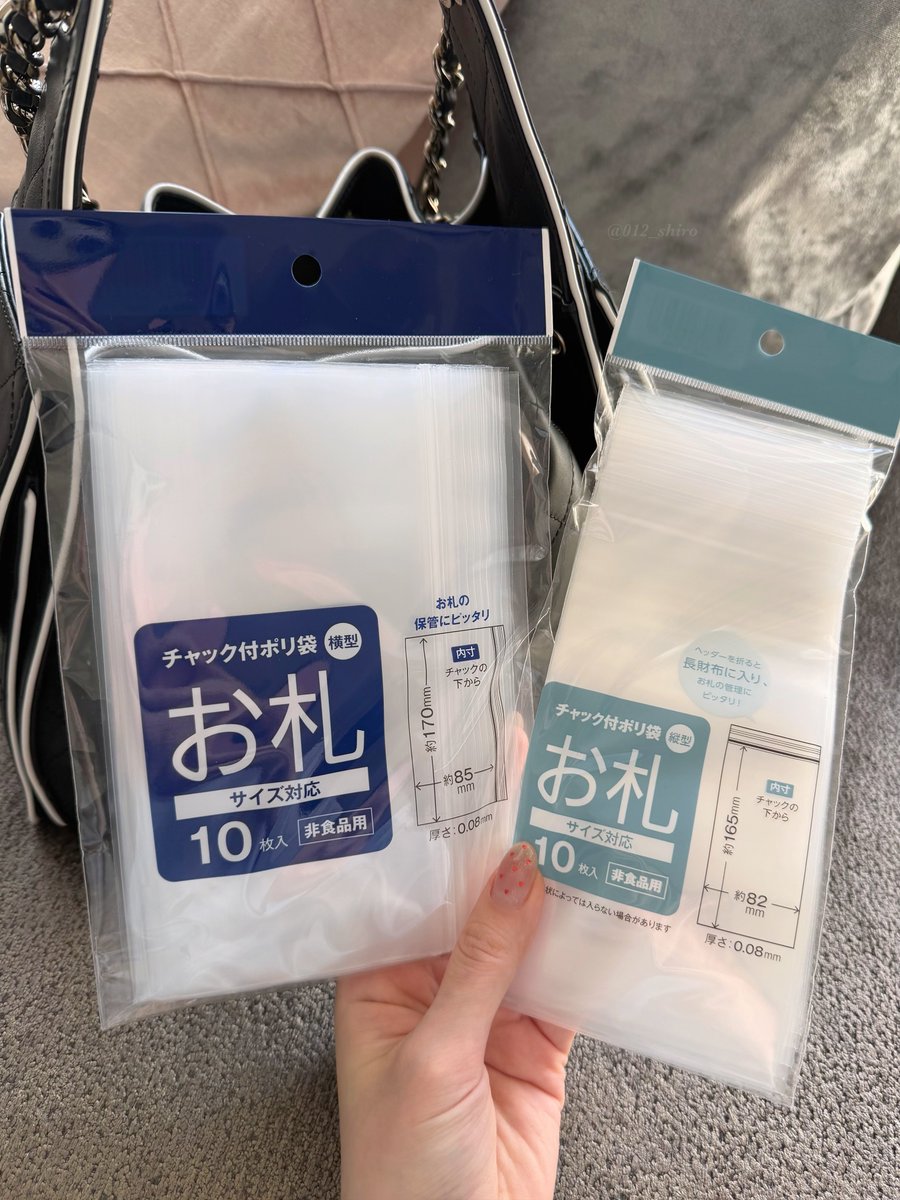 @012_shiro
チャック付ポリ袋 横型
お札
サイズ対応
10枚入 非食品用
お札の
保管にピッタリ
内寸
チャックの
下から
約170mm
約85
mm
厚さ:0.08mm
ヘッダーを折ると
長財布に入り、
お札の管理に
ピッタリ!
チャック付ポリ袋 縦型
お札
サイズ対応
10枚入 非食品用
状によっては入らない場合があります
内寸
チャックの
下から
約165mm
約82
mm
厚さ:0.08mm